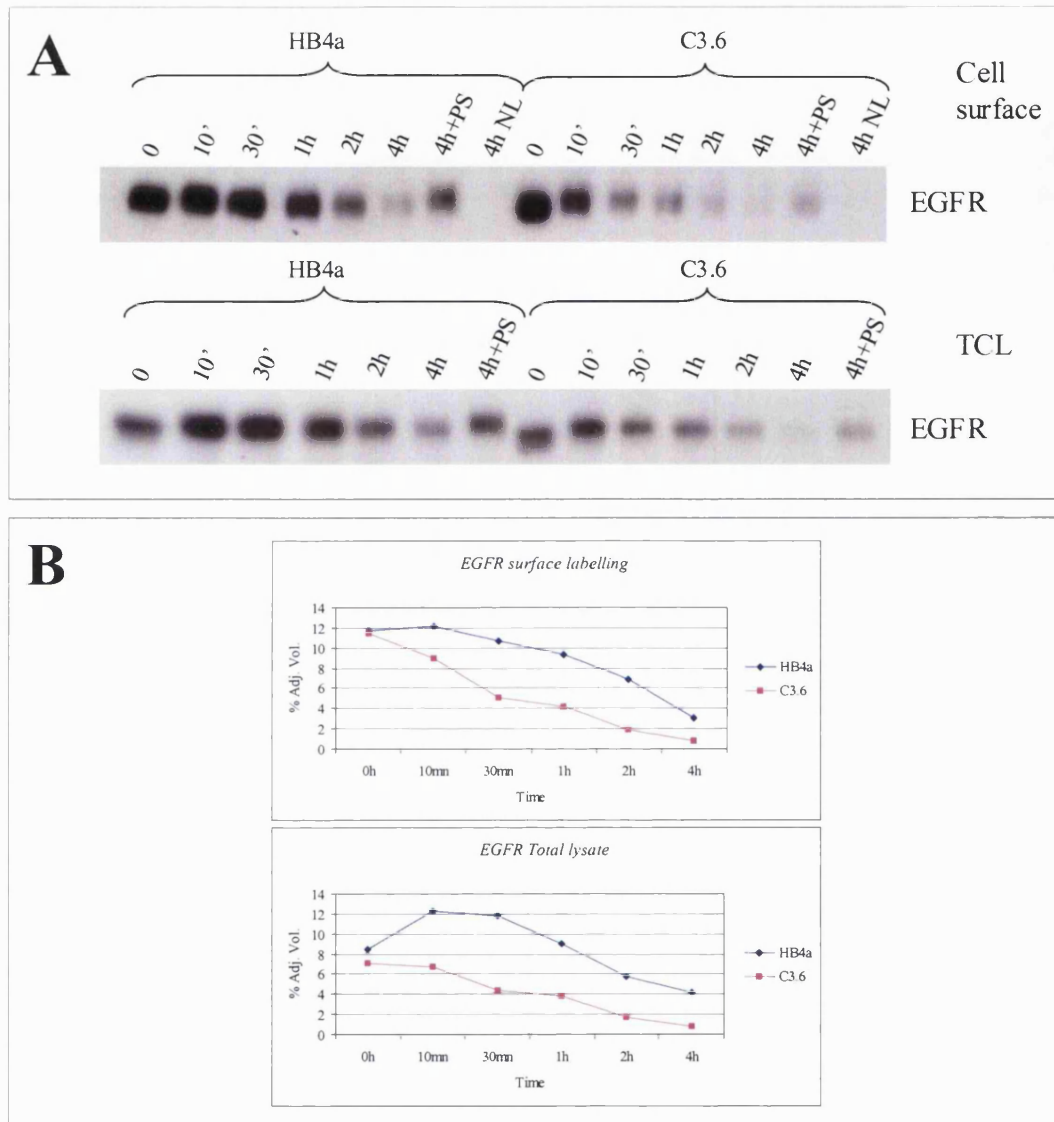 A
HB4a C3.6
Cell surface
0 10’ 30’ 1h 2h 4h 4h+PS 4h NL 0 10’ 30’ 1h 2h 4h 4h+PS 4h NL
EGFR
HB4a C3.6
TCL
0 10’ 30’ 1h 2h 4h 4h+PS 0 10’ 30’ 1h 2h 4h 4h+PS
EGFR
B
EGFR surface labelling
% Adj. Vol.
14
12
10
8
6
4
2
0
0h 10mn 30mn 1h 2h 4h
Time
HB4a
C3.6
EGFR Total lysate
% Adj. Vol.
14
12
10
8
6
4
2
0
0h 10mn 30mn 1h 2h 4h
Time
HB4a
C3.6